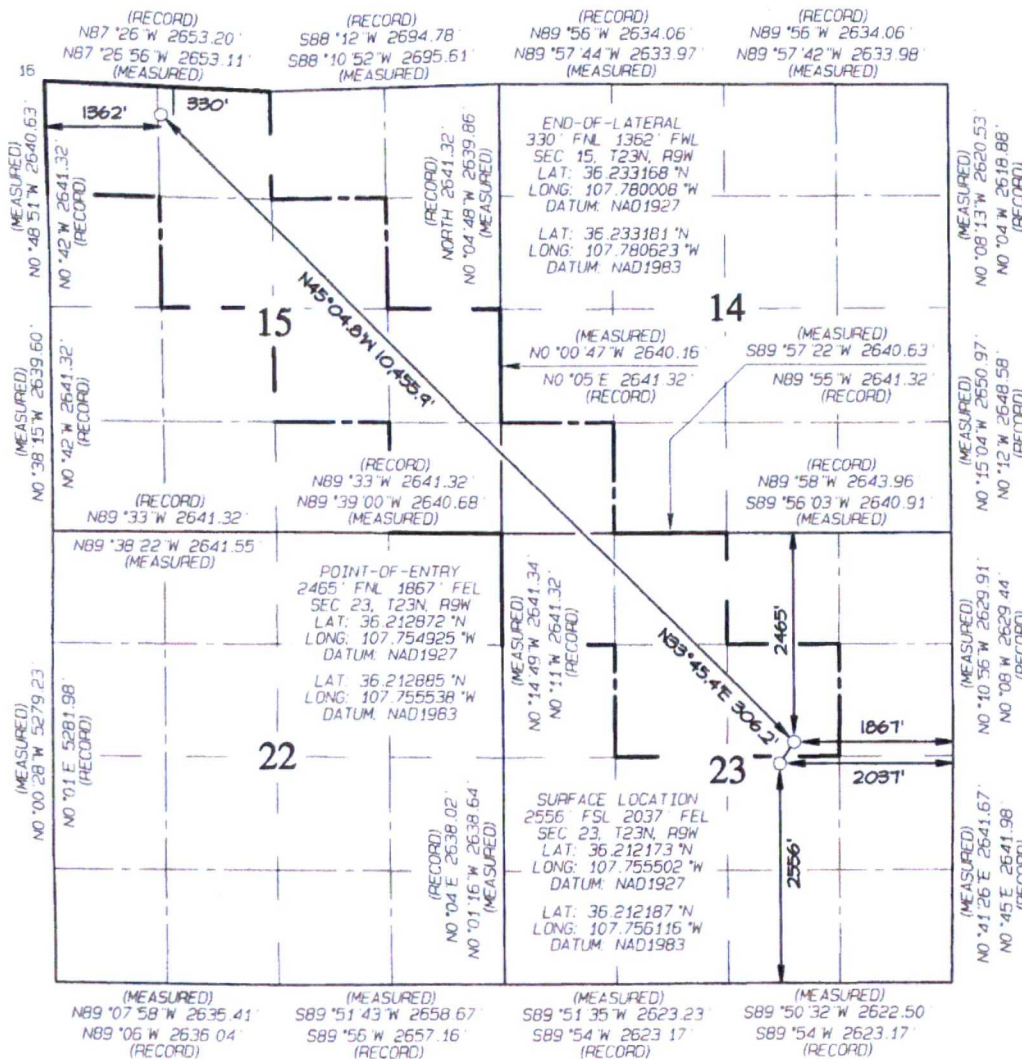 (RECORD)
N87°26'W 2653.20'
N87°26'56"W 2653.11'
(MEASURED)
(RECORD)
S88°12'W 2694.78'
S88°10'52"W 2695.61'
(MEASURED)
(RECORD)
N89°56'W 2634.06'
N89°57'44"W 2633.97'
(MEASURED)
(RECORD)
N89°56'W 2634.06'
N89°57'42"W 2633.98'
(MEASURED)
16
1362'
330'
(MEASURED)
N0°48'51"W 2640.63'
N0°42'W 2641.32'
(RECORD)
(RECORD)
NORTH 2641.32'
N0°04'48"W 2639.86'
(MEASURED)
END-OF-LATERAL
330' FNL 1362' FWL
SEC 15, T23N, R9W
LAT: 36.233168°N
LONG: 107.780008°W
DATUM: NAD1927
LAT: 36.233181°N
LONG: 107.780623°W
DATUM: NAD1983
(MEASURED)
N0°08'13"W 2620.53'
N0°04'W 2618.88'
(RECORD)
15
14
N45°04.8'W 10,455.9'
(MEASURED)
N0°00'47"W 2640.16'
N0°05'E 2641.32'
(RECORD)
(MEASURED)
S89°57'22"W 2640.63'
N89°55'W 2641.32'
(RECORD)
(MEASURED)
N0°38'15"W 2639.60'
N0°42'W 2641.32'
(RECORD)
(MEASURED)
N0°15'04"W 2650.97'
N0°12'W 2648.58'
(RECORD)
(RECORD)
N89°33'W 2641.32'
N89°38'22"W 2641.55'
(MEASURED)
(RECORD)
N89°33'W 2641.32'
N89°39'00"W 2640.68'
(MEASURED)
(RECORD)
N89°58'W 2643.96'
S89°56'03"W 2640.91'
(MEASURED)
POINT-OF-ENTRY
2465' FNL 1867' FEL
SEC 23, T23N, R9W
LAT: 36.212872°N
LONG: 107.754925°W
DATUM: NAD1927
LAT: 36.212885°N
LONG: 107.755538°W
DATUM: NAD1983
(MEASURED)
N0°14'49"W 2641.34'
N0°11'W 2641.32'
(RECORD)
2465'
N33°45.4'E 306.2'
(MEASURED)
N0°10'56"W 2629.91'
N0°08'W 2629.44'
(RECORD)
1867'
2037'
(MEASURED)
N0°00'28"W 5279.23'
N0°01'E 5281.98'
(RECORD)
22
23
(RECORD)
N0°04'E 2638.02'
N0°01'16"W 2638.64'
(MEASURED)
SURFACE LOCATION
2556' FSL 2037' FEL
SEC 23, T23N, R9W
LAT: 36.212173°N
LONG: 107.755502°W
DATUM: NAD1927
LAT: 36.212187°N
LONG: 107.756116°W
DATUM: NAD1983
2556'
(MEASURED)
N0°41'26"E 2641.67'
N0°45'E 2641.98'
(RECORD)
(MEASURED)
N89°07'58"W 2635.41'
N89°06'W 2636.04'
(RECORD)
(MEASURED)
S89°51'43"W 2658.67'
S89°56'W 2657.16'
(RECORD)
(MEASURED)
S89°51'35"W 2623.23'
S89°54'W 2623.17'
(RECORD)
(MEASURED)
S89°50'32"W 2622.50'
S89°54'W 2623.17'
(RECORD)